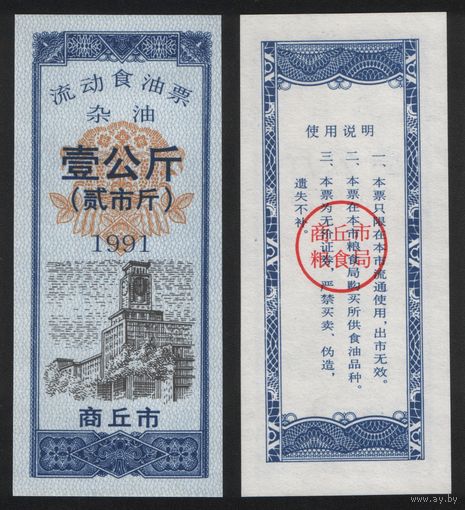 流动食油票
杂油
壹公斤
(贰市斤)
1991
商丘市
使用说明
一、本票只限在本市流通使用,出市无效。
二、本票在本市粮食局购买所供食油品种。
三、本票为无价证券,严禁买卖、伪造,
遗失不补。
商丘市
粮食局
www.ay.by